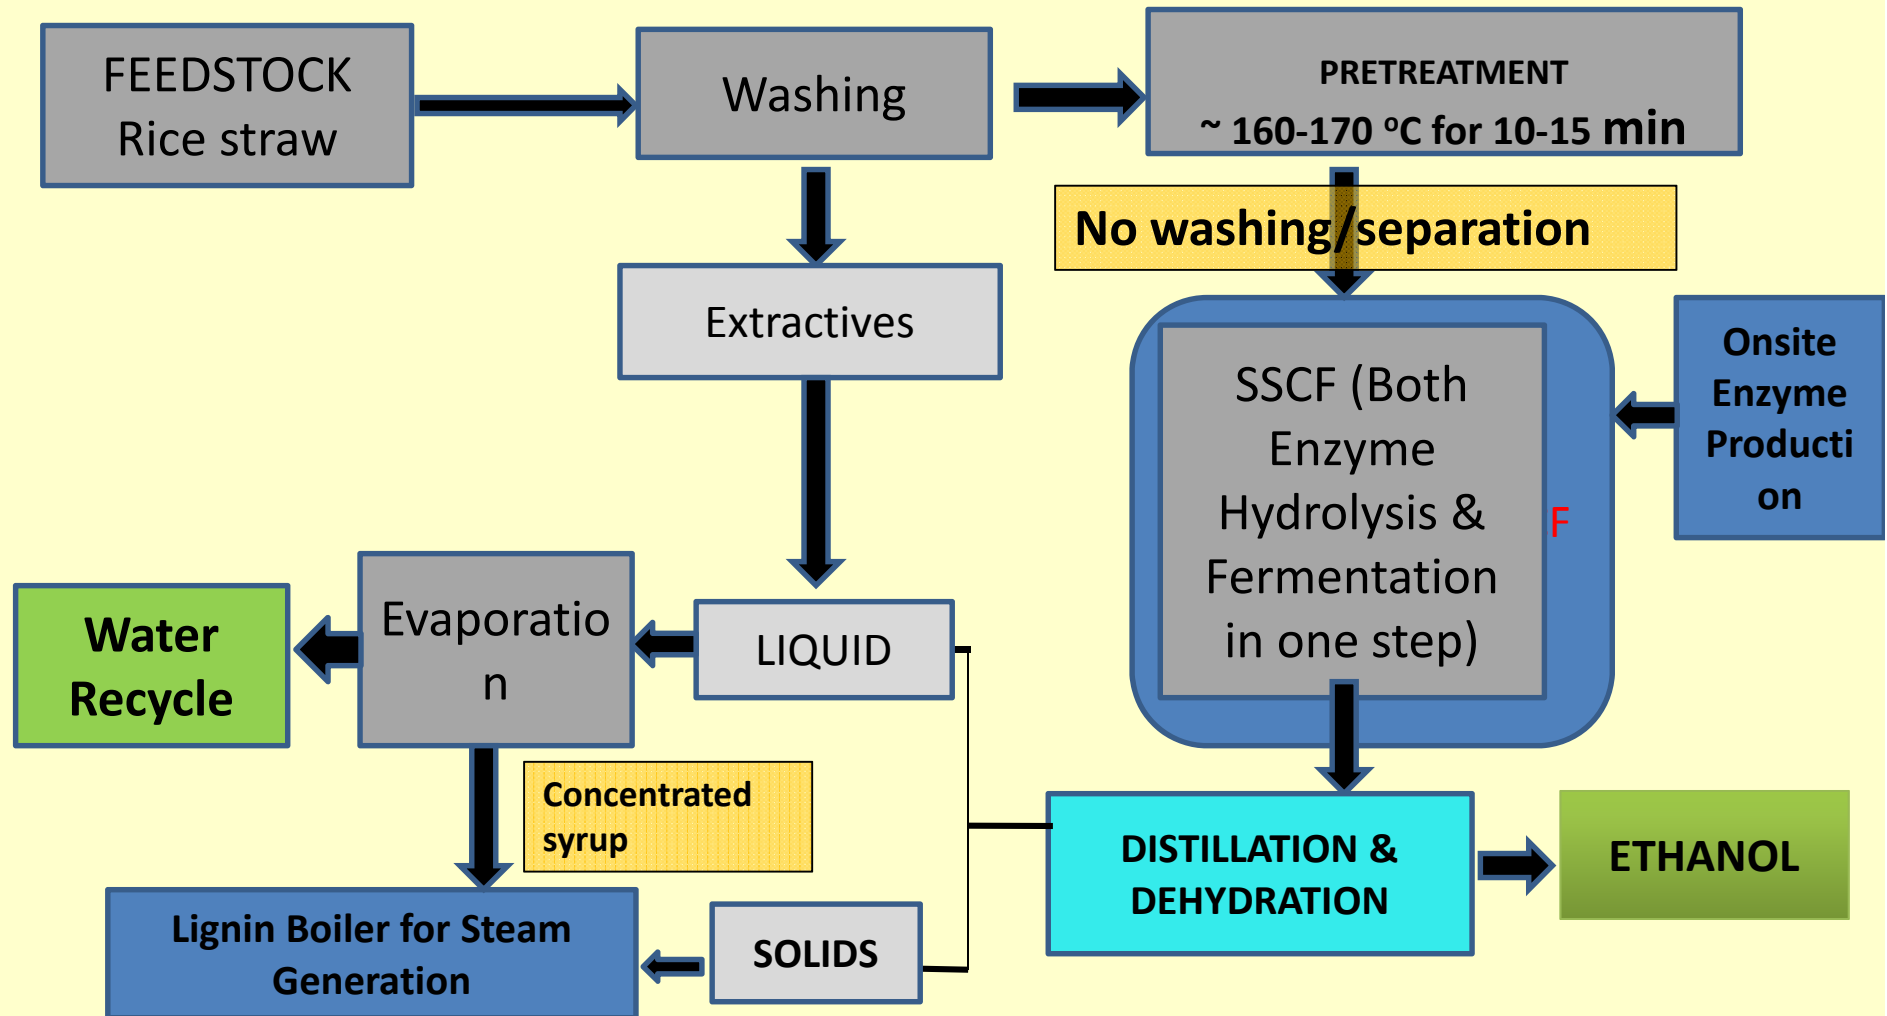 FEEDSTOCK
Rice straw
Washing
PRETREATMENT
~ 160-170 ºC for 10-15 min
No washing/separation
Extractives
SSCF (Both
Enzyme
Hydrolysis &
Fermentation
in one step)
F
Onsite
Enzyme
Producti
on
Water
Recycle
Evaporatio
n
LIQUID
Concentrated
syrup
DISTILLATION &
DEHYDRATION
ETHANOL
Lignin Boiler for Steam
Generation
SOLIDS